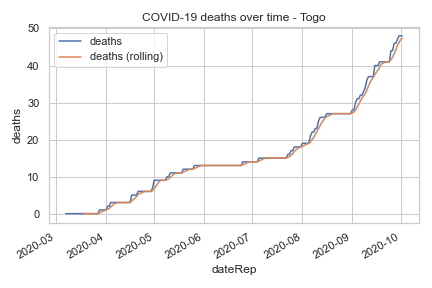 COVID-19 deaths over time - Togo
deaths
deaths (rolling)
deaths
50
40
30
20
10
0
2020-03
2020-04
2020-05
2020-06
2020-07
2020-08
2020-09
2020-10
dateRep